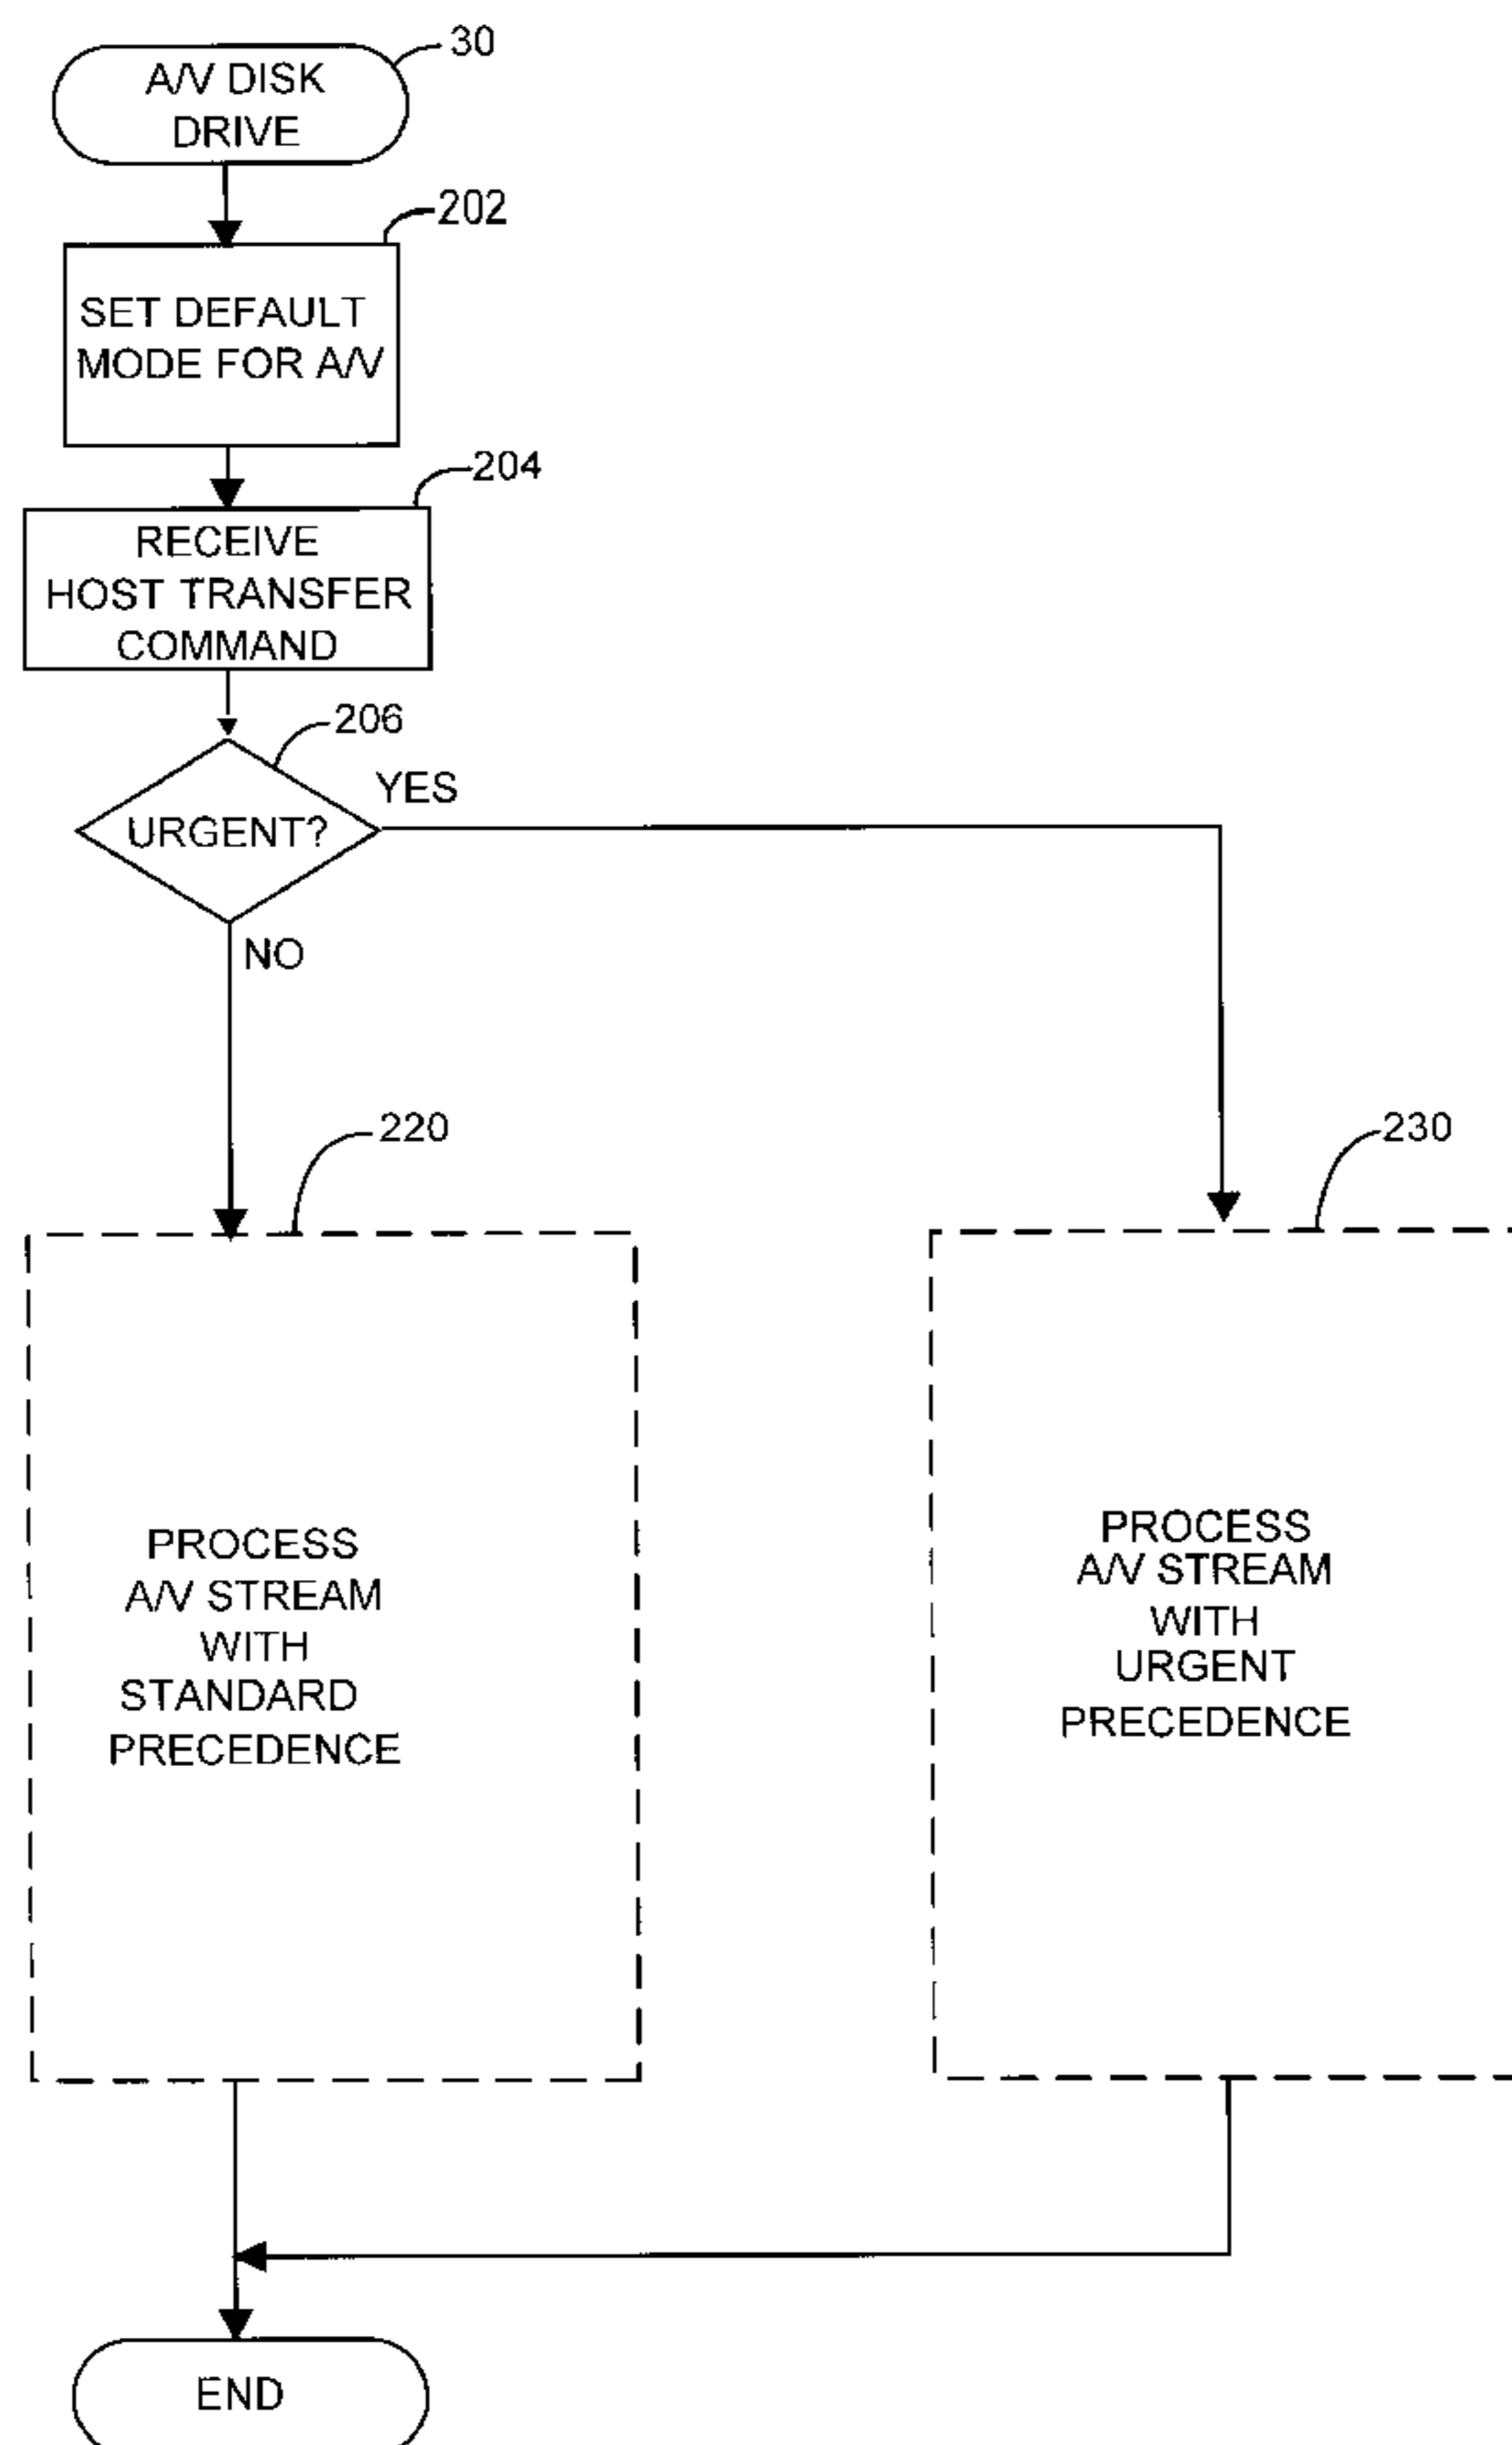 30
A/V DISK
DRIVE
202
SET DEFAULT
MODE FOR A/V
204
RECEIVE
HOST TRANSFER
COMMAND
206
YES
URGENT?
NO
220
230
PROCESS
A/V STREAM
WITH
STANDARD
PRECEDENCE
PROCESS
A/V STREAM
WITH
URGENT
PRECEDENCE
END